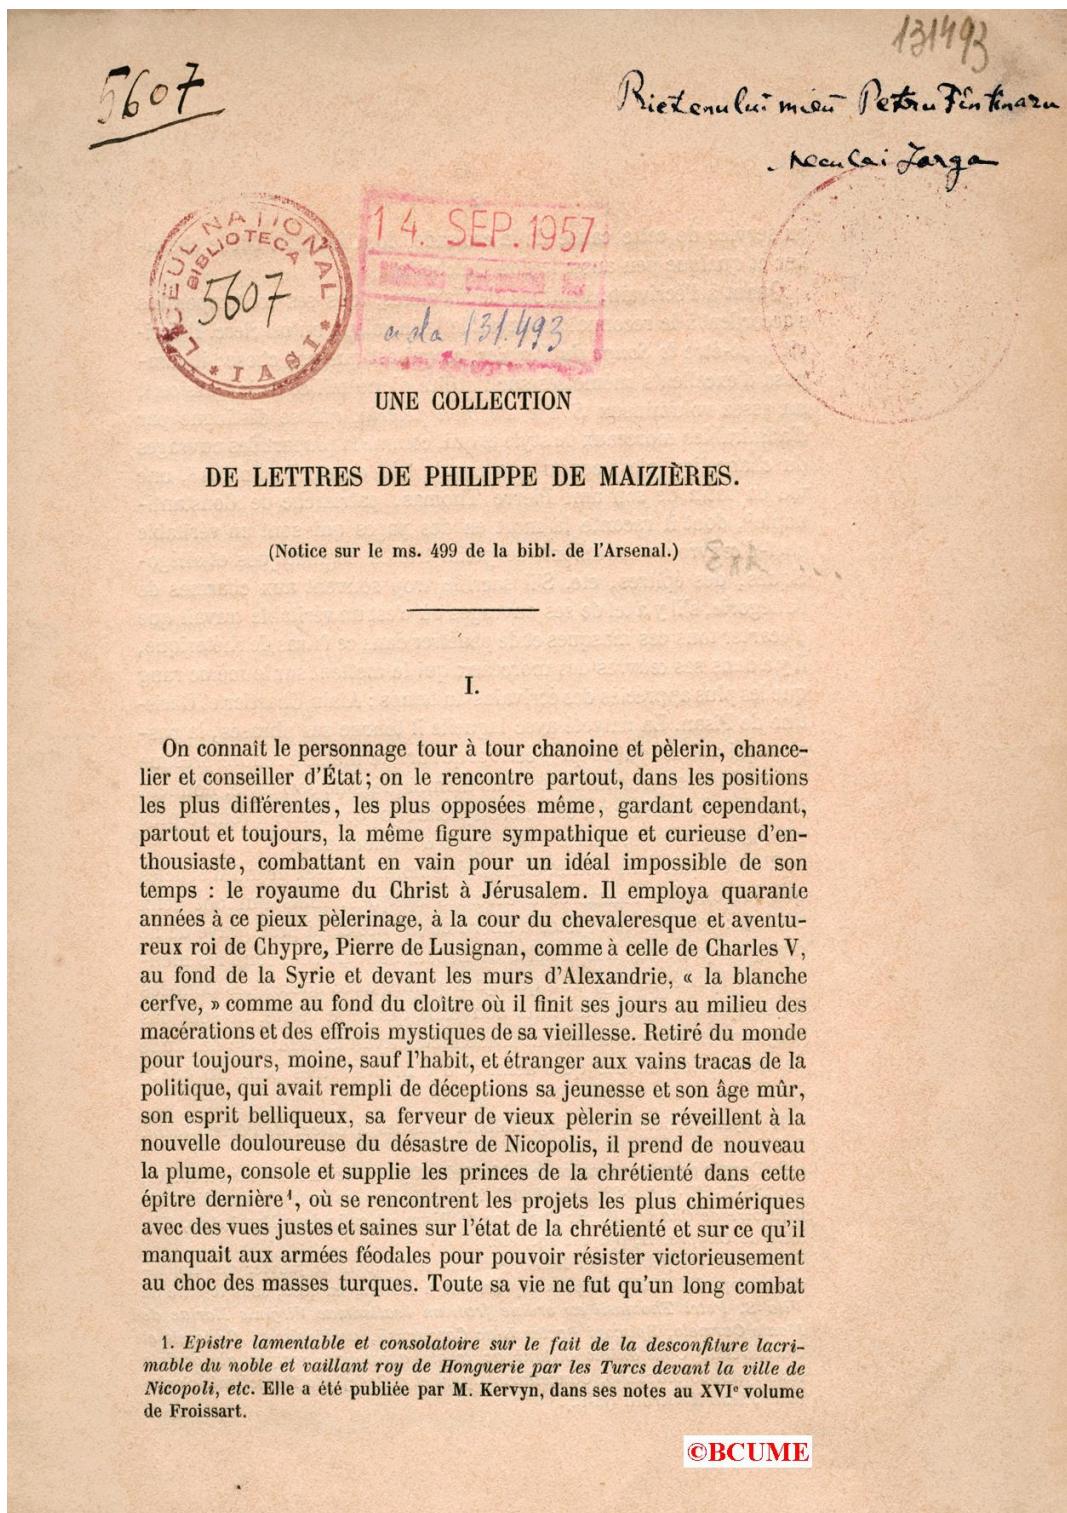 131493
5607
Prietenului mieu Petru Fîntînaru
Neculai Jorga
LICEUL NATIONAL
BIBLIOTECA
5607
* IASI *
14. SEP. 1957
ada 131.493
UNE COLLECTION
DE LETTRES DE PHILIPPE DE MAIZIÈRES.
(Notice sur le ms. 499 de la bibl. de l'Arsenal.)
I.
On connaît le personnage tour à tour chanoine et pèlerin, chance-
lier et conseiller d'État; on le rencontre partout, dans les positions
les plus différentes, les plus opposées même, gardant cependant,
partout et toujours, la même figure sympathique et curieuse d'en-
thousiaste, combattant en vain pour un idéal impossible de son
temps : le royaume du Christ à Jérusalem. Il employa quarante
années à ce pieux pèlerinage, à la cour du chevaleresque et aventu-
reux roi de Chypre, Pierre de Lusignan, comme à celle de Charles V,
au fond de la Syrie et devant les murs d'Alexandrie, « la blanche
cerfve, » comme au fond du cloître où il finit ses jours au milieu des
macérations et des effrois mystiques de sa vieillesse. Retiré du monde
pour toujours, moine, sauf l'habit, et étranger aux vains tracas de la
politique, qui avait rempli de déceptions sa jeunesse et son âge mûr,
son esprit belliqueux, sa ferveur de vieux pèlerin se réveillent à la
nouvelle douloureuse du désastre de Nicopolis, il prend de nouveau
la plume, console et supplie les princes de la chrétienté dans cette
épître dernière¹, où se rencontrent les projets les plus chimériques
avec des vues justes et saines sur l'état de la chrétienté et sur ce qu'il
manquait aux armées féodales pour pouvoir résister victorieusement
au choc des masses turques. Toute sa vie ne fut qu'un long combat
1. Epistre lamentable et consolatoire sur le fait de la desconfiture lacri-
mable du noble et vaillant roy de Honguerie par les Turcs devant la ville de
Nicopoli, etc. Elle a été publiée par M. Kervyn, dans ses notes au XVIᵉ volume
de Froissart.
©BCUME